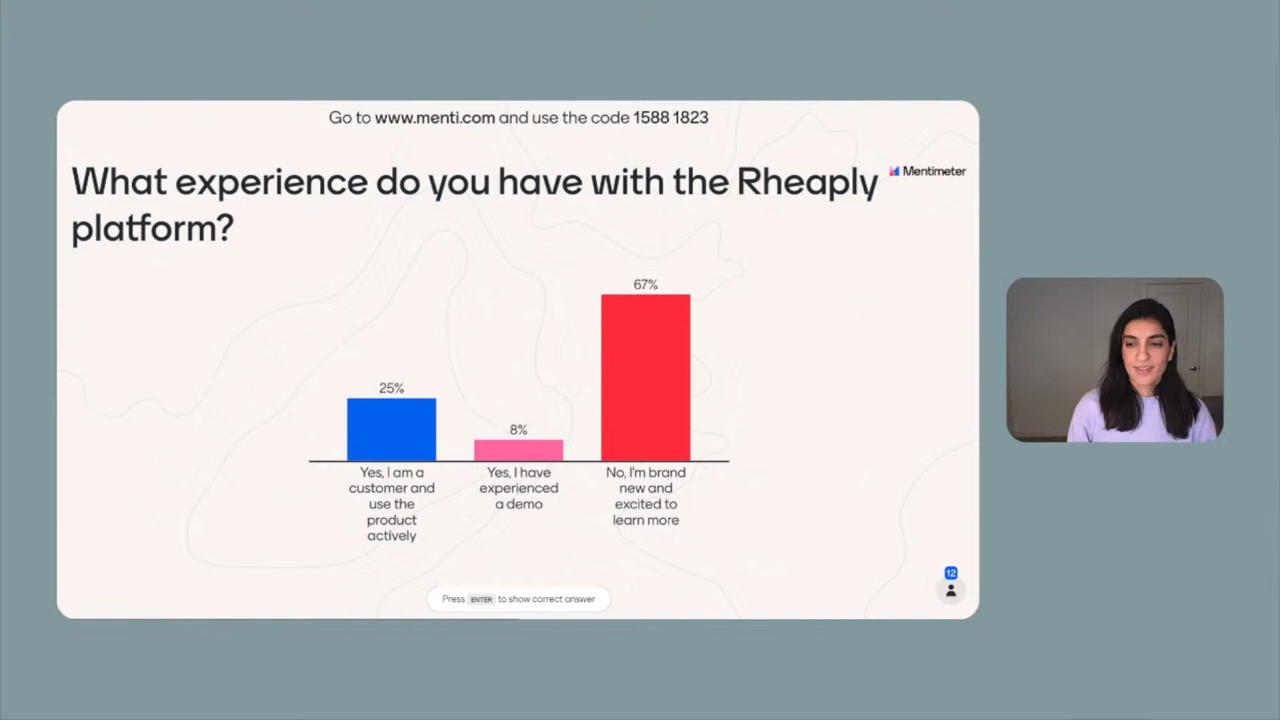 Go to www.menti.com and use the code 1588 1823
What experience do you have with the Rheaply
platform?
Mentimeter
67%
25%
8%
Yes, I am a
customer and
use the
product
actively
Yes, I have
experienced
a demo
No, I'm brand
new and
excited to
learn more
12
Press ENTER to show correct answer